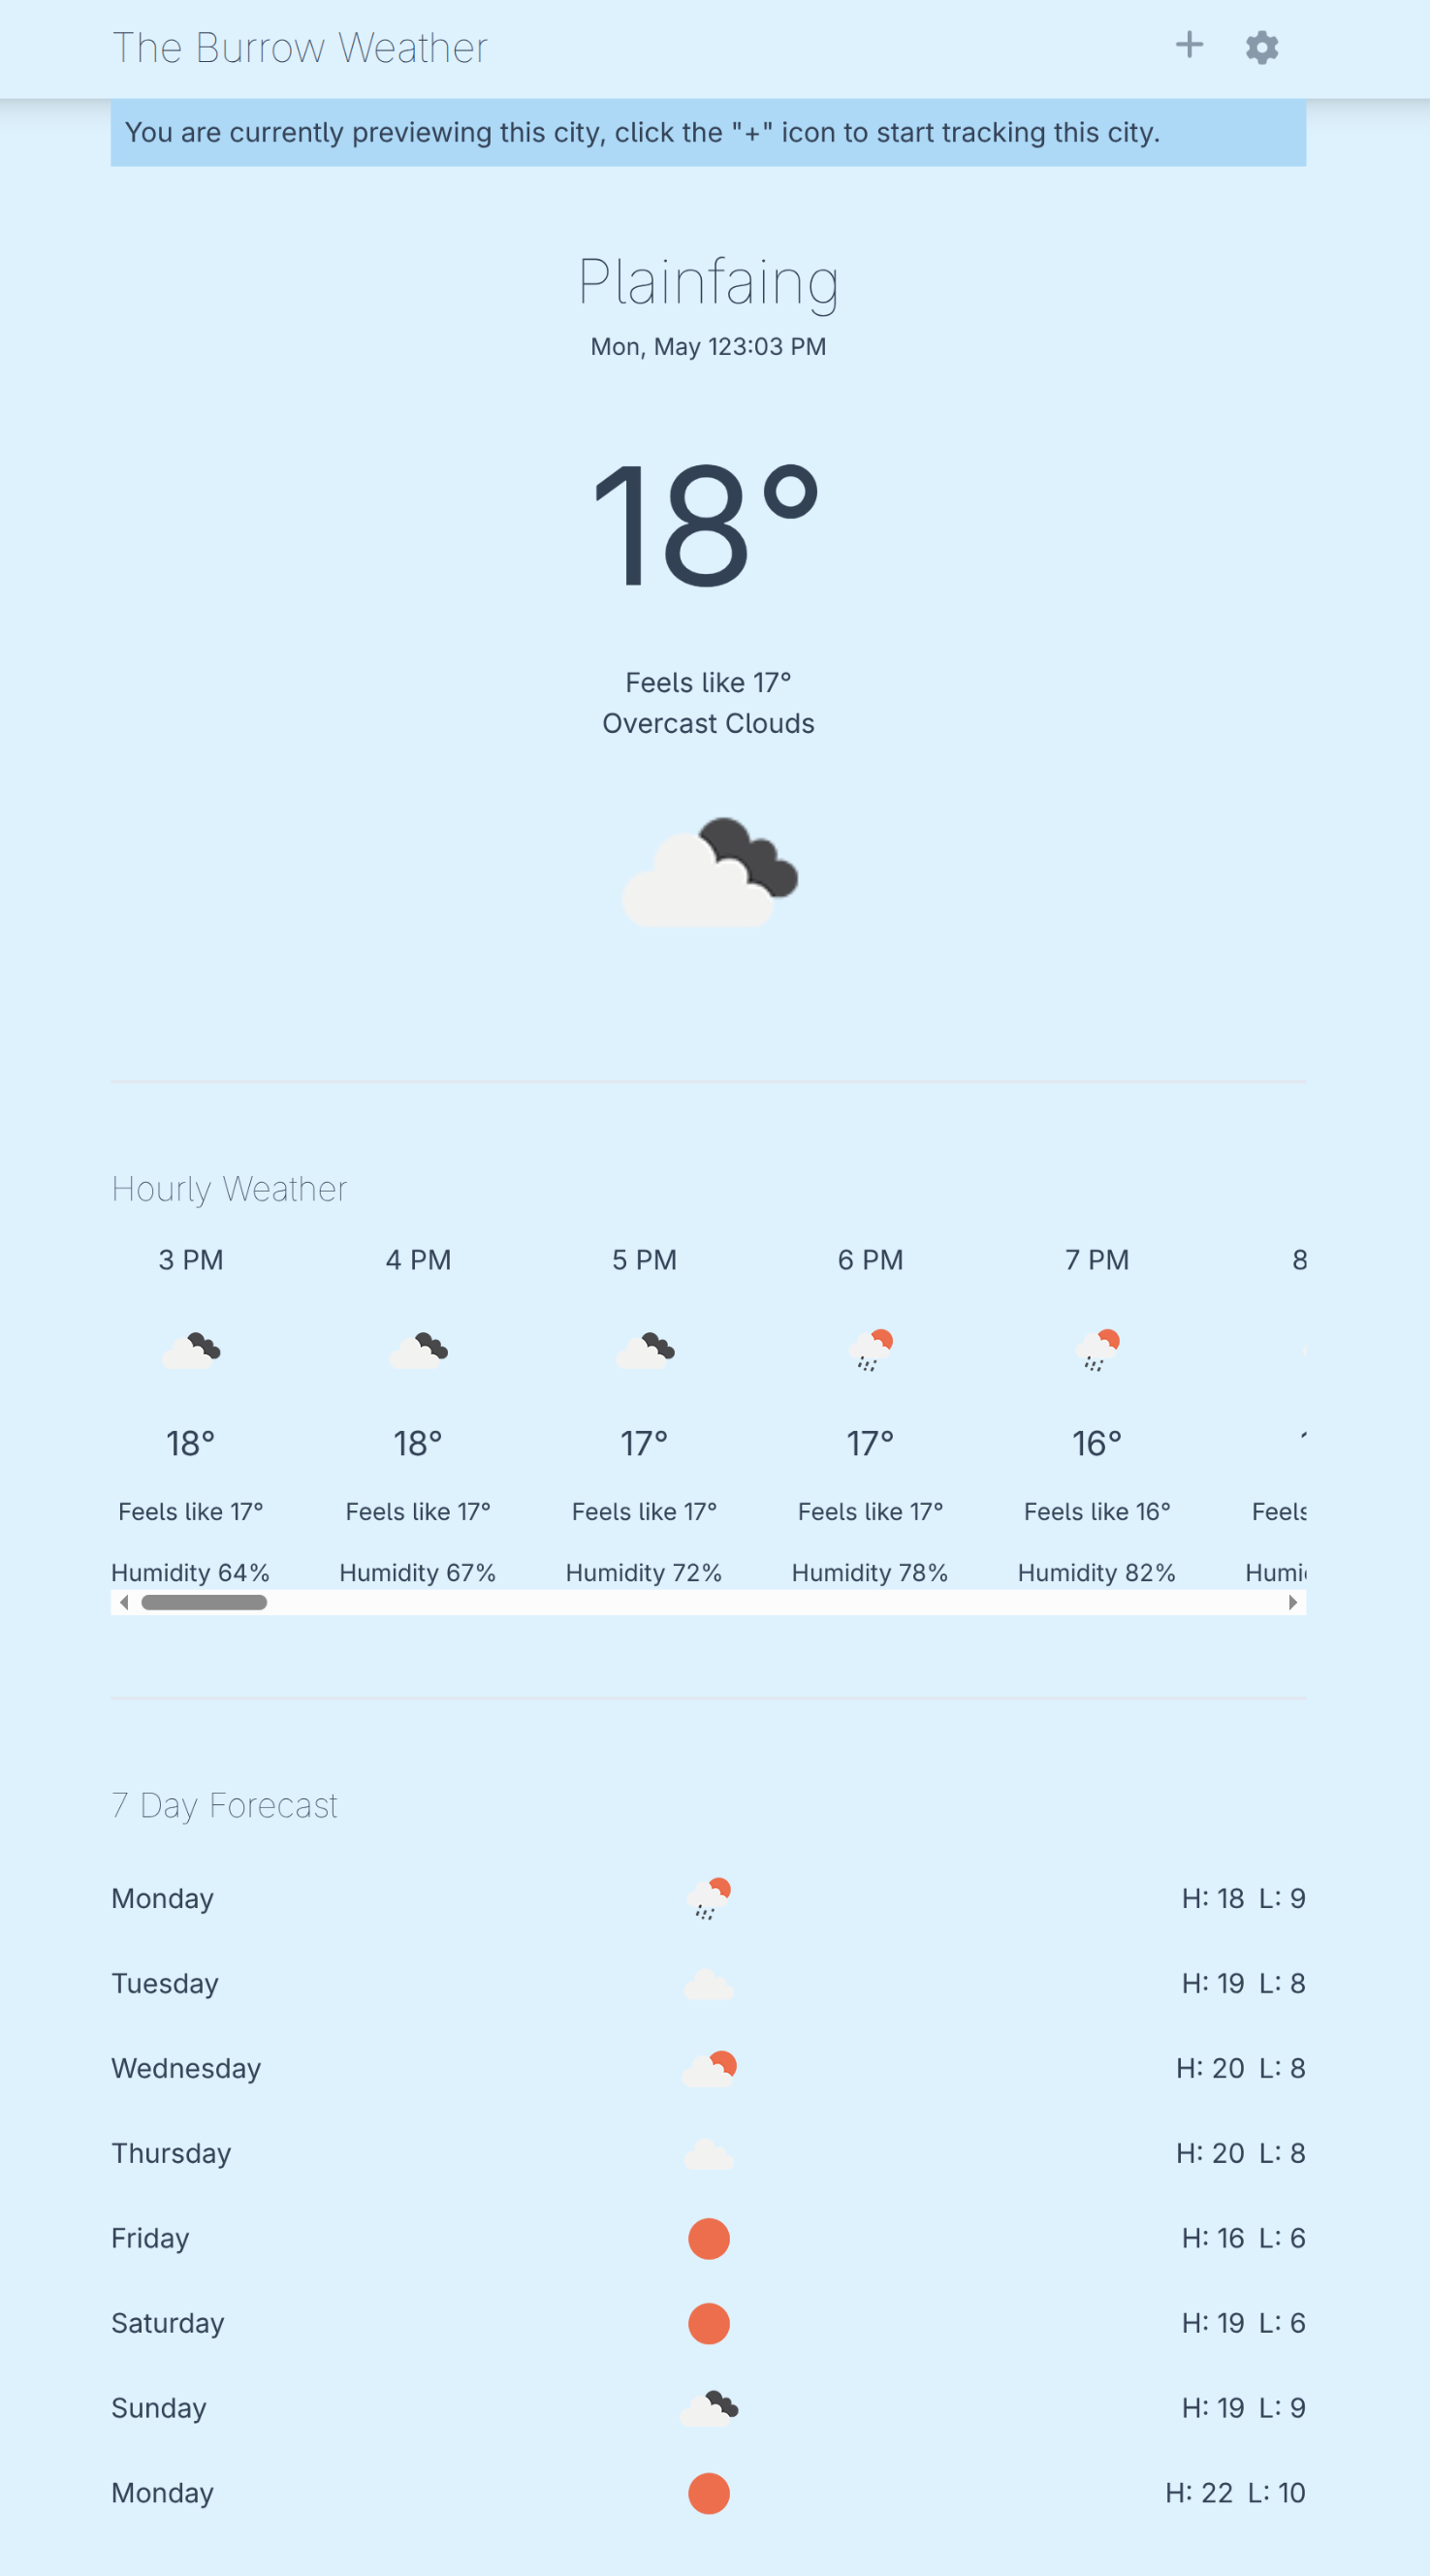 The Burrow Weather
You are currently previewing this city, click the "+" icon to start tracking this city.
Plainfaing
Mon, May 123:03 PM
18°
Feels like 17°
Overcast Clouds
Hourly Weather
3 PM 4 PM 5 PM 6 PM 7 PM 8
18° 18° 17° 17° 16°
Feels like 17° Feels like 17° Feels like 17° Feels like 17° Feels like 16° Feels
Humidity 64% Humidity 67% Humidity 72% Humidity 78% Humidity 82%
7 Day Forecast
Monday H: 18 L: 9
Tuesday H: 19 L: 8
Wednesday H: 20 L: 8
Thursday H: 20 L: 8
Friday H: 16 L: 6
Saturday H: 19 L: 6
Sunday H: 19 L: 9
Monday H: 22 L: 10